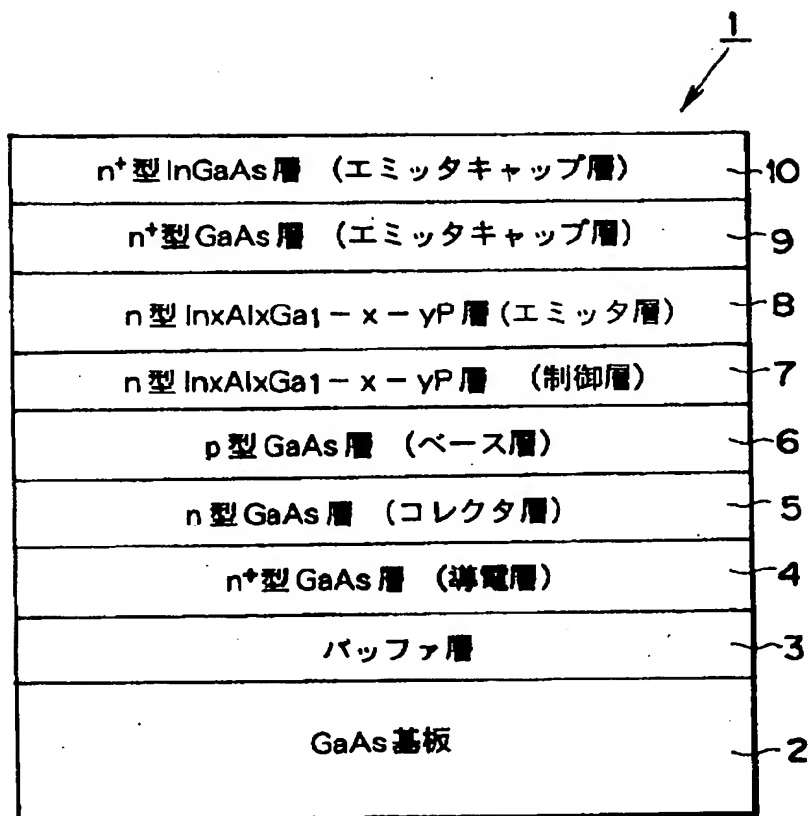 1
n⁺型InGaAs層 (エミッタキャップ層) 10
n⁺型GaAs層 (エミッタキャップ層) 9
n型InxAlxGa1-x-yP層(エミッタ層) 8
n型InxAlxGa1-x-yP層 (制御層) 7
p型GaAs層 (ベース層) 6
n型GaAs層 (コレクタ層) 5
n⁺型GaAs層 (導電層) 4
バッファ層 3
GaAs基板 2